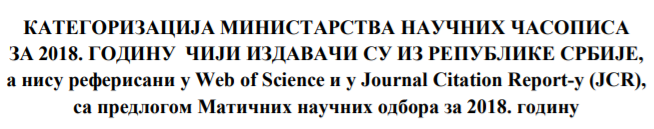 КАТЕГОРИЗАЦИЈА МИНИСТАРСТВА НАУЧНИХ ЧАСОПИСА
ЗА 2018. ГОДИНУ ЧИЈИ ИЗДАВАЧИ СУ ИЗ РЕПУБЛИКЕ СРБИЈЕ,
а нису реферисани у Web of Science и у Journal Citation Report-у (JCR),
са предлогом Матичних научних одбора за 2018. годину